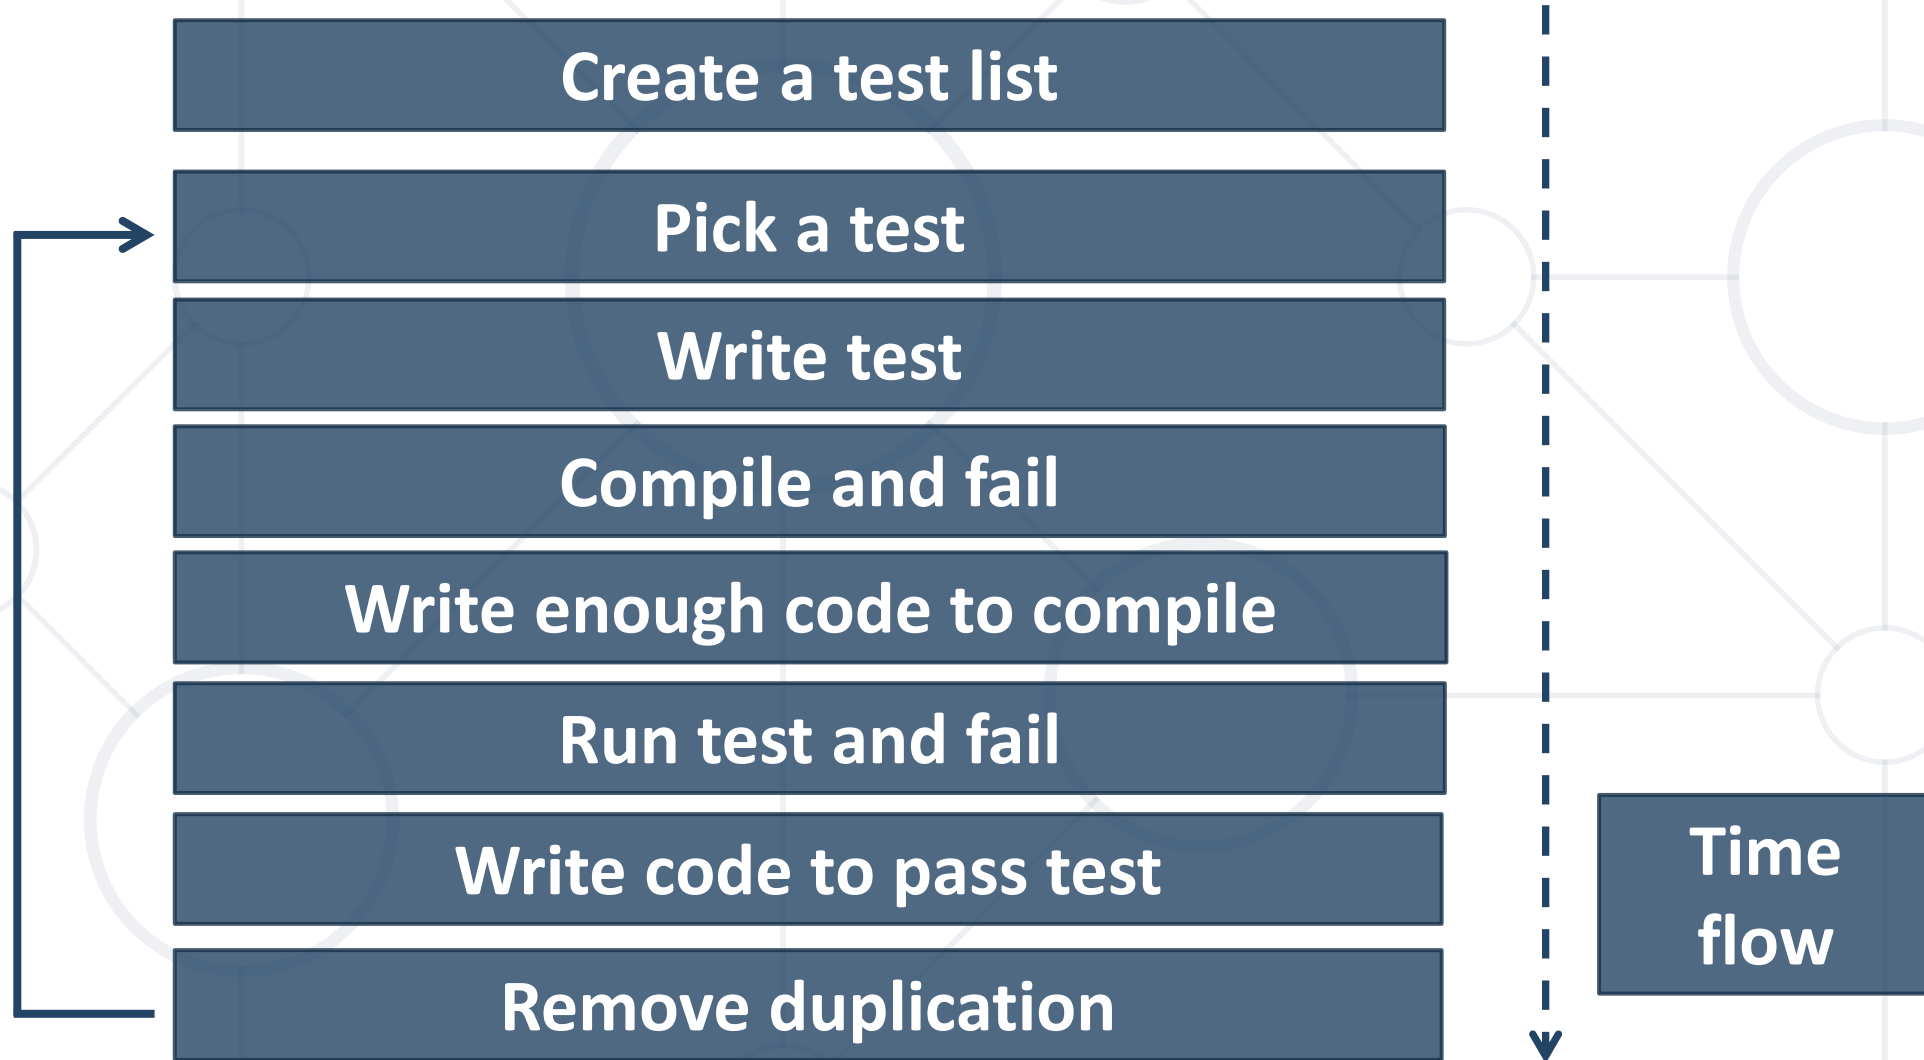 Create a test list
Pick a test
Write test
Compile and fail
Write enough code to compile
Run test and fail
Write code to pass test
Remove duplication
Time
flow